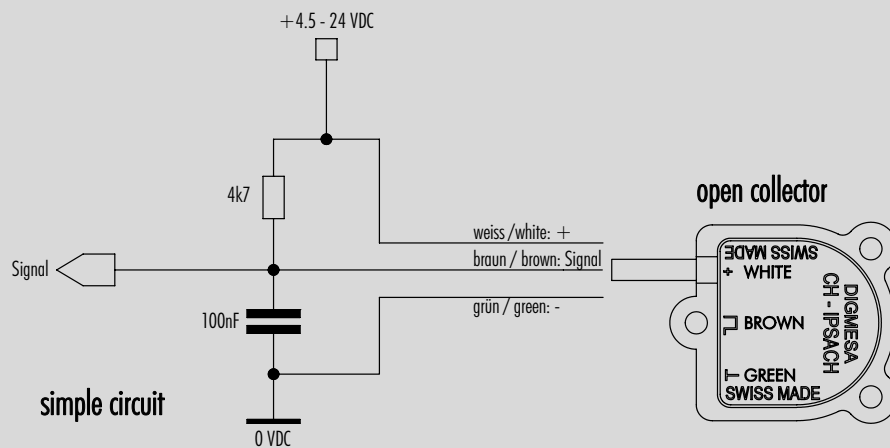 +4.5 - 24 VDC
4k7
open collector
weiss/white: +
braun / brown: Signal
Signal
grün / green: -
100nF
simple circuit
0 VDC
SWISS MADE
+ WHITE
BROWN
GREEN
SWISS MADE
DIGMESA
CH - IPSACH